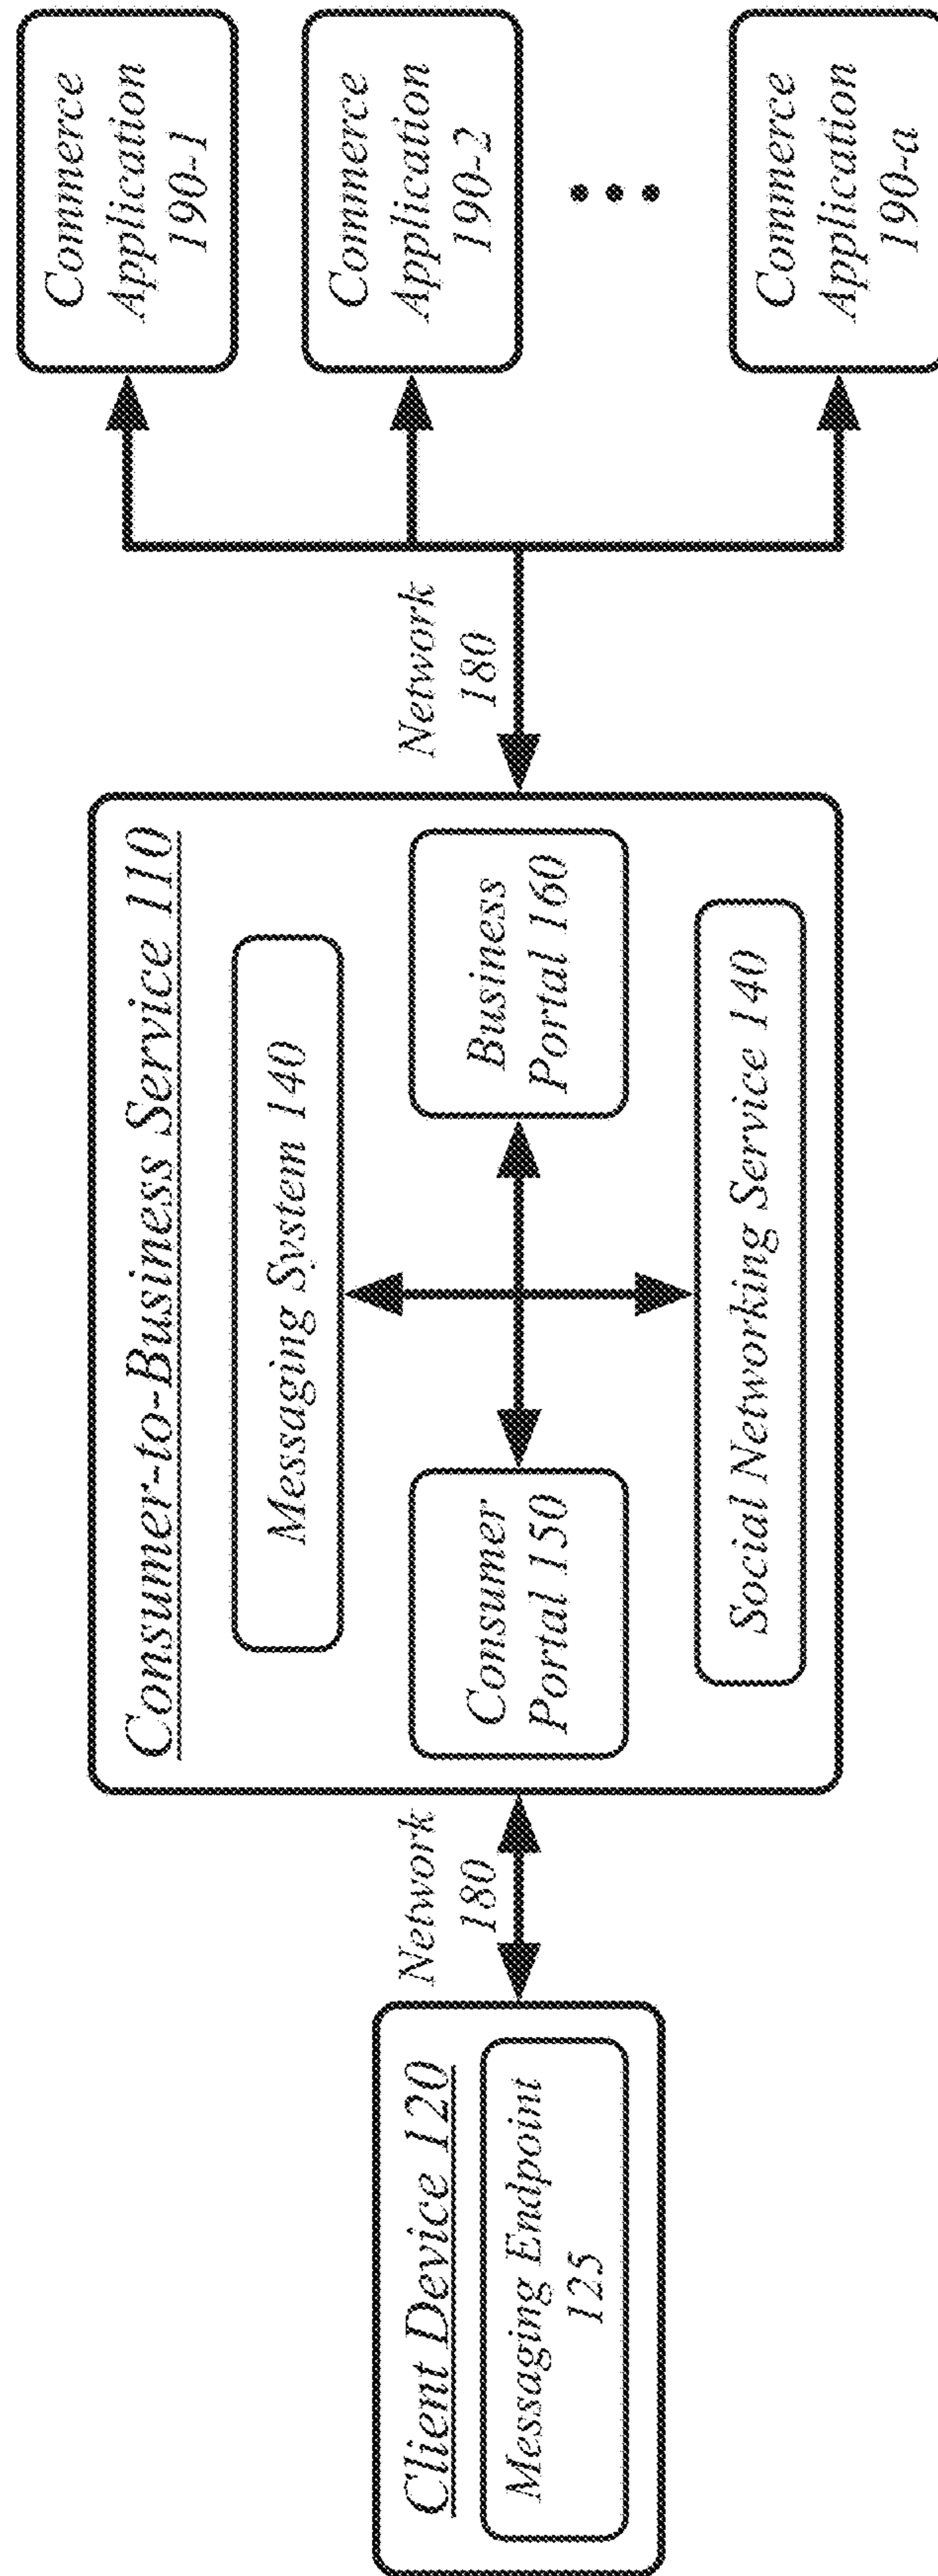 Client Device 120
Messaging Endpoint
125
Network
180
Consumer-to-Business Service 110
Messaging System 140
Consumer
Portal 150
Business
Portal 160
Social Networking Service 140
Network
180
Commerce
Application
190-1
Commerce
Application
190-2
Commerce
Application
190-a